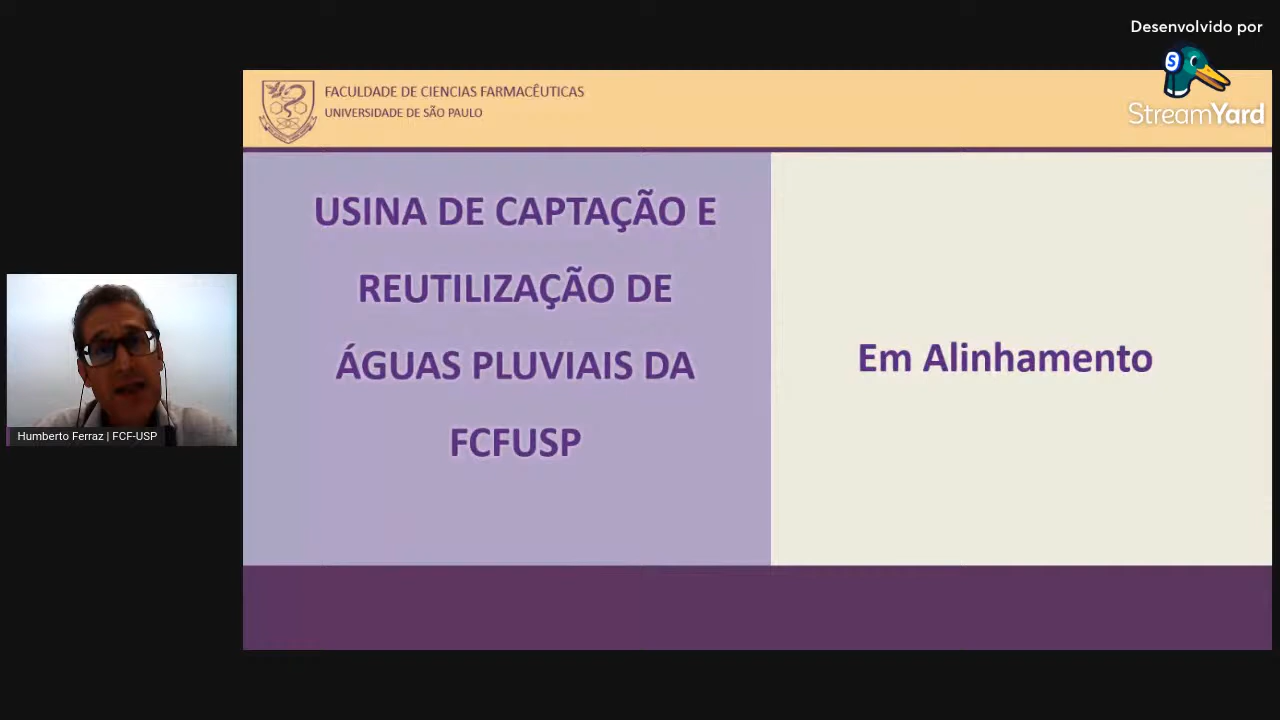 Desenvolvido por
StreamYard
FACULDADE DE CIENCIAS FARMACÊUTICAS
UNIVERSIDADE DE SÃO PAULO
USINA DE CAPTAÇÃO E
REUTILIZAÇÃO DE
ÁGUAS PLUVIAIS DA
FCFUSP
Em Alinhamento
Humberto Ferraz | FCF-USP